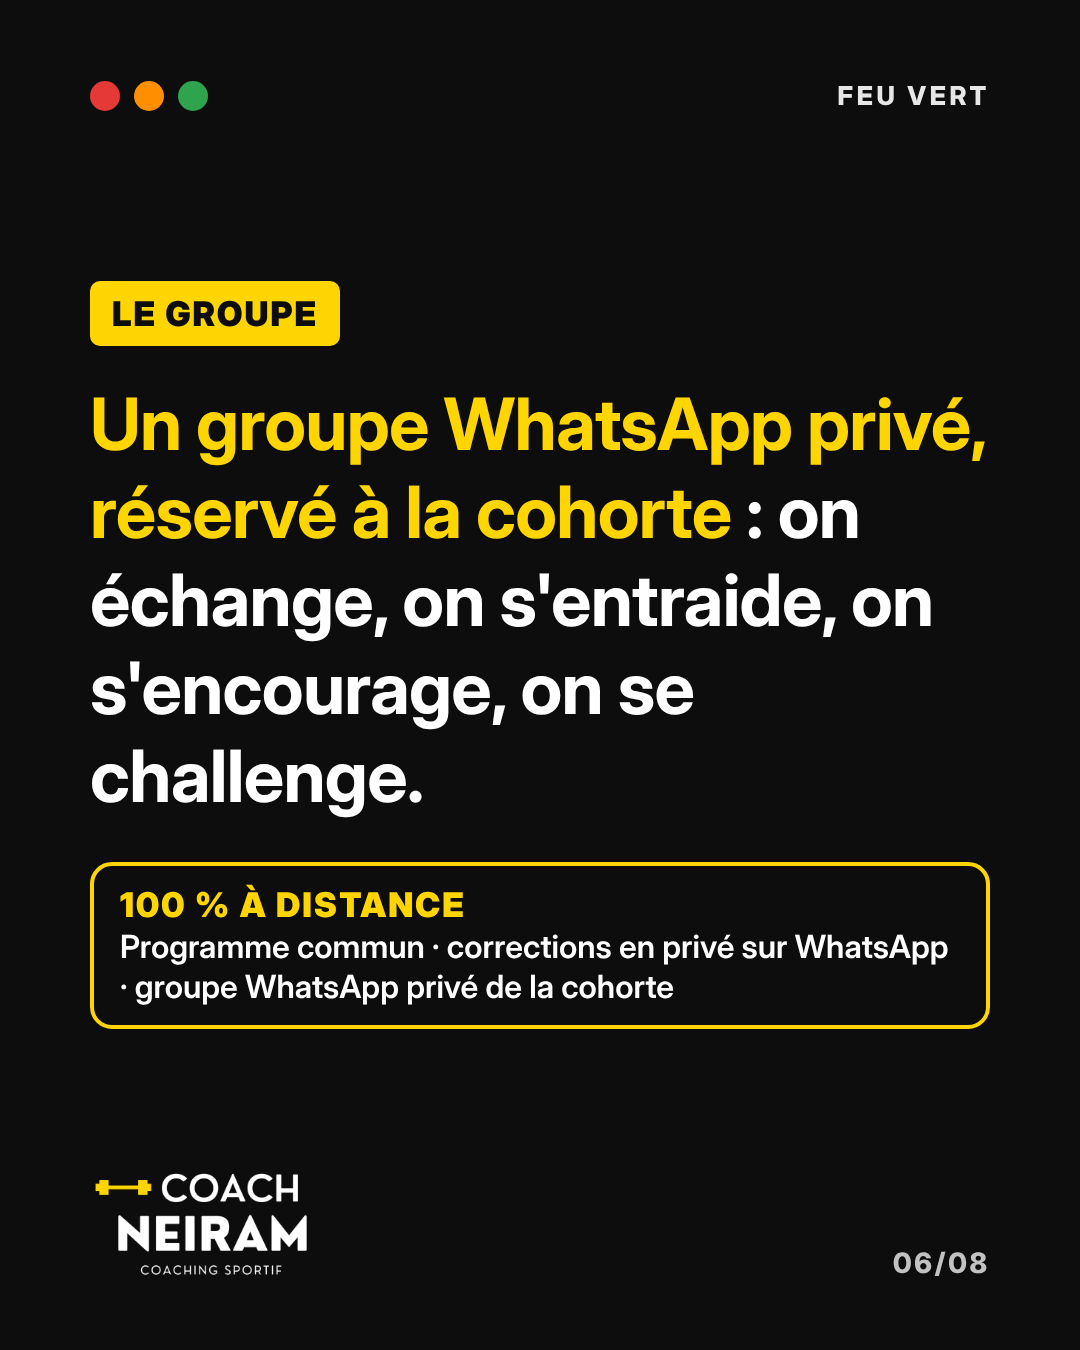 FEU VERT
LE GROUPE
Un groupe WhatsApp privé,
réservé à la cohorte : on
échange, on s'entraide, on
s'encourage, on se
challenge.
100 % À DISTANCE
Programme commun · corrections en privé sur WhatsApp
· groupe WhatsApp privé de la cohorte
COACH
NEIRAM
COACHING SPORTIF
06/08